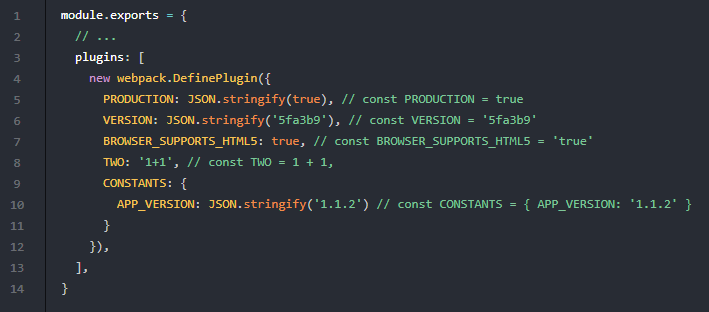 1 module.exports = {
2 // ...
3 plugins: [
4 new webpack.DefinePlugin({
5 PRODUCTION: JSON.stringify(true), // const PRODUCTION = true
6 VERSION: JSON.stringify('5fa3b9'), // const VERSION = '5fa3b9'
7 BROWSER_SUPPORTS_HTML5: true, // const BROWSER_SUPPORTS_HTML5 = 'true'
8 TWO: '1+1', // const TWO = 1 + 1,
9 CONSTANTS: {
10 APP_VERSION: JSON.stringify('1.1.2') // const CONSTANTS = { APP_VERSION: '1.1.2' }
11 }
12 }),
13 ],
14 }